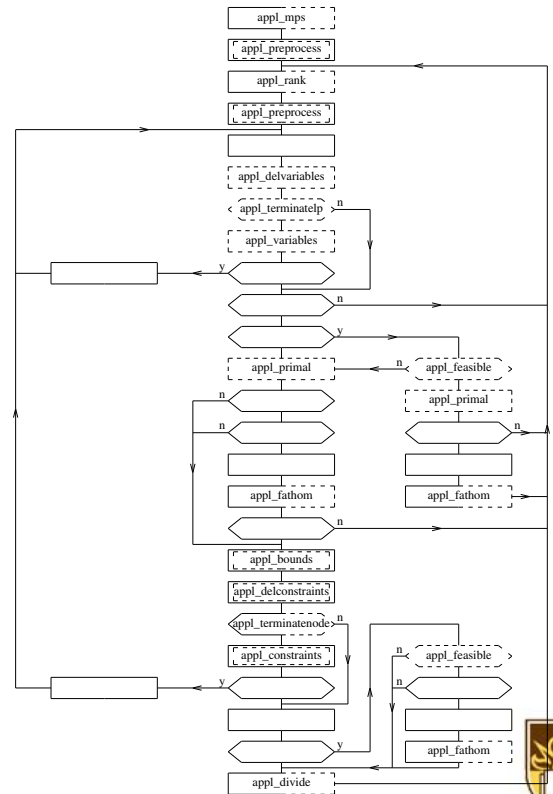 appl_mps
appl_preprocess
appl_rank
appl_preprocess
appl_delvariables
n
appl_terminatelp
appl_variables
y
n
y
appl_primal
n
appl_feasible
n
appl_primal
n
n
appl_fathom
appl_fathom
n
appl_bounds
appl_delconstraints
n
appl_terminatenode
appl_constraints
n
appl_feasible
y
n
y
appl_fathom
appl_divide